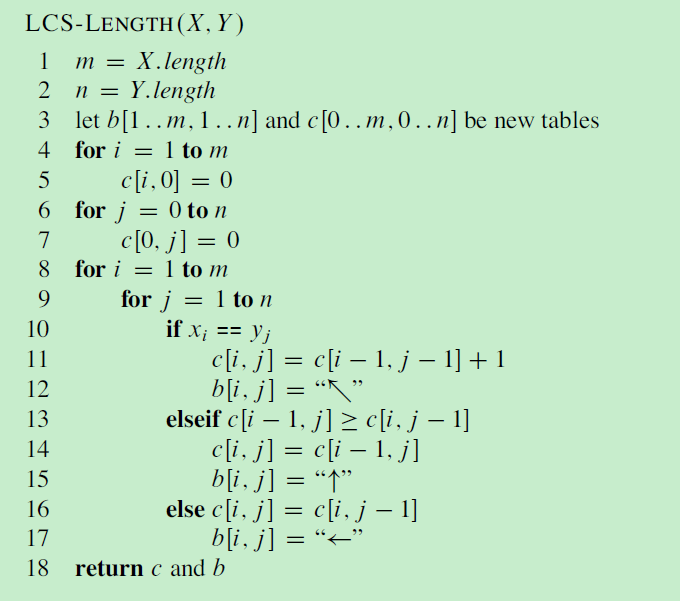 LCS-LENGTH(X, Y)
1 m = X.length
2 n = Y.length
3 let b[1..m, 1..n] and c[0..m, 0..n] be new tables
4 for i = 1 to m
5 c[i, 0] = 0
6 for j = 0 to n
7 c[0, j] = 0
8 for i = 1 to m
9 for j = 1 to n
10 if xᵢ == yⱼ
11 c[i, j] = c[i − 1, j − 1] + 1
12 b[i, j] = “↖”
13 elseif c[i − 1, j] ≥ c[i, j − 1]
14 c[i, j] = c[i − 1, j]
15 b[i, j] = “↑”
16 else c[i, j] = c[i, j − 1]
17 b[i, j] = “←”
18 return c and b